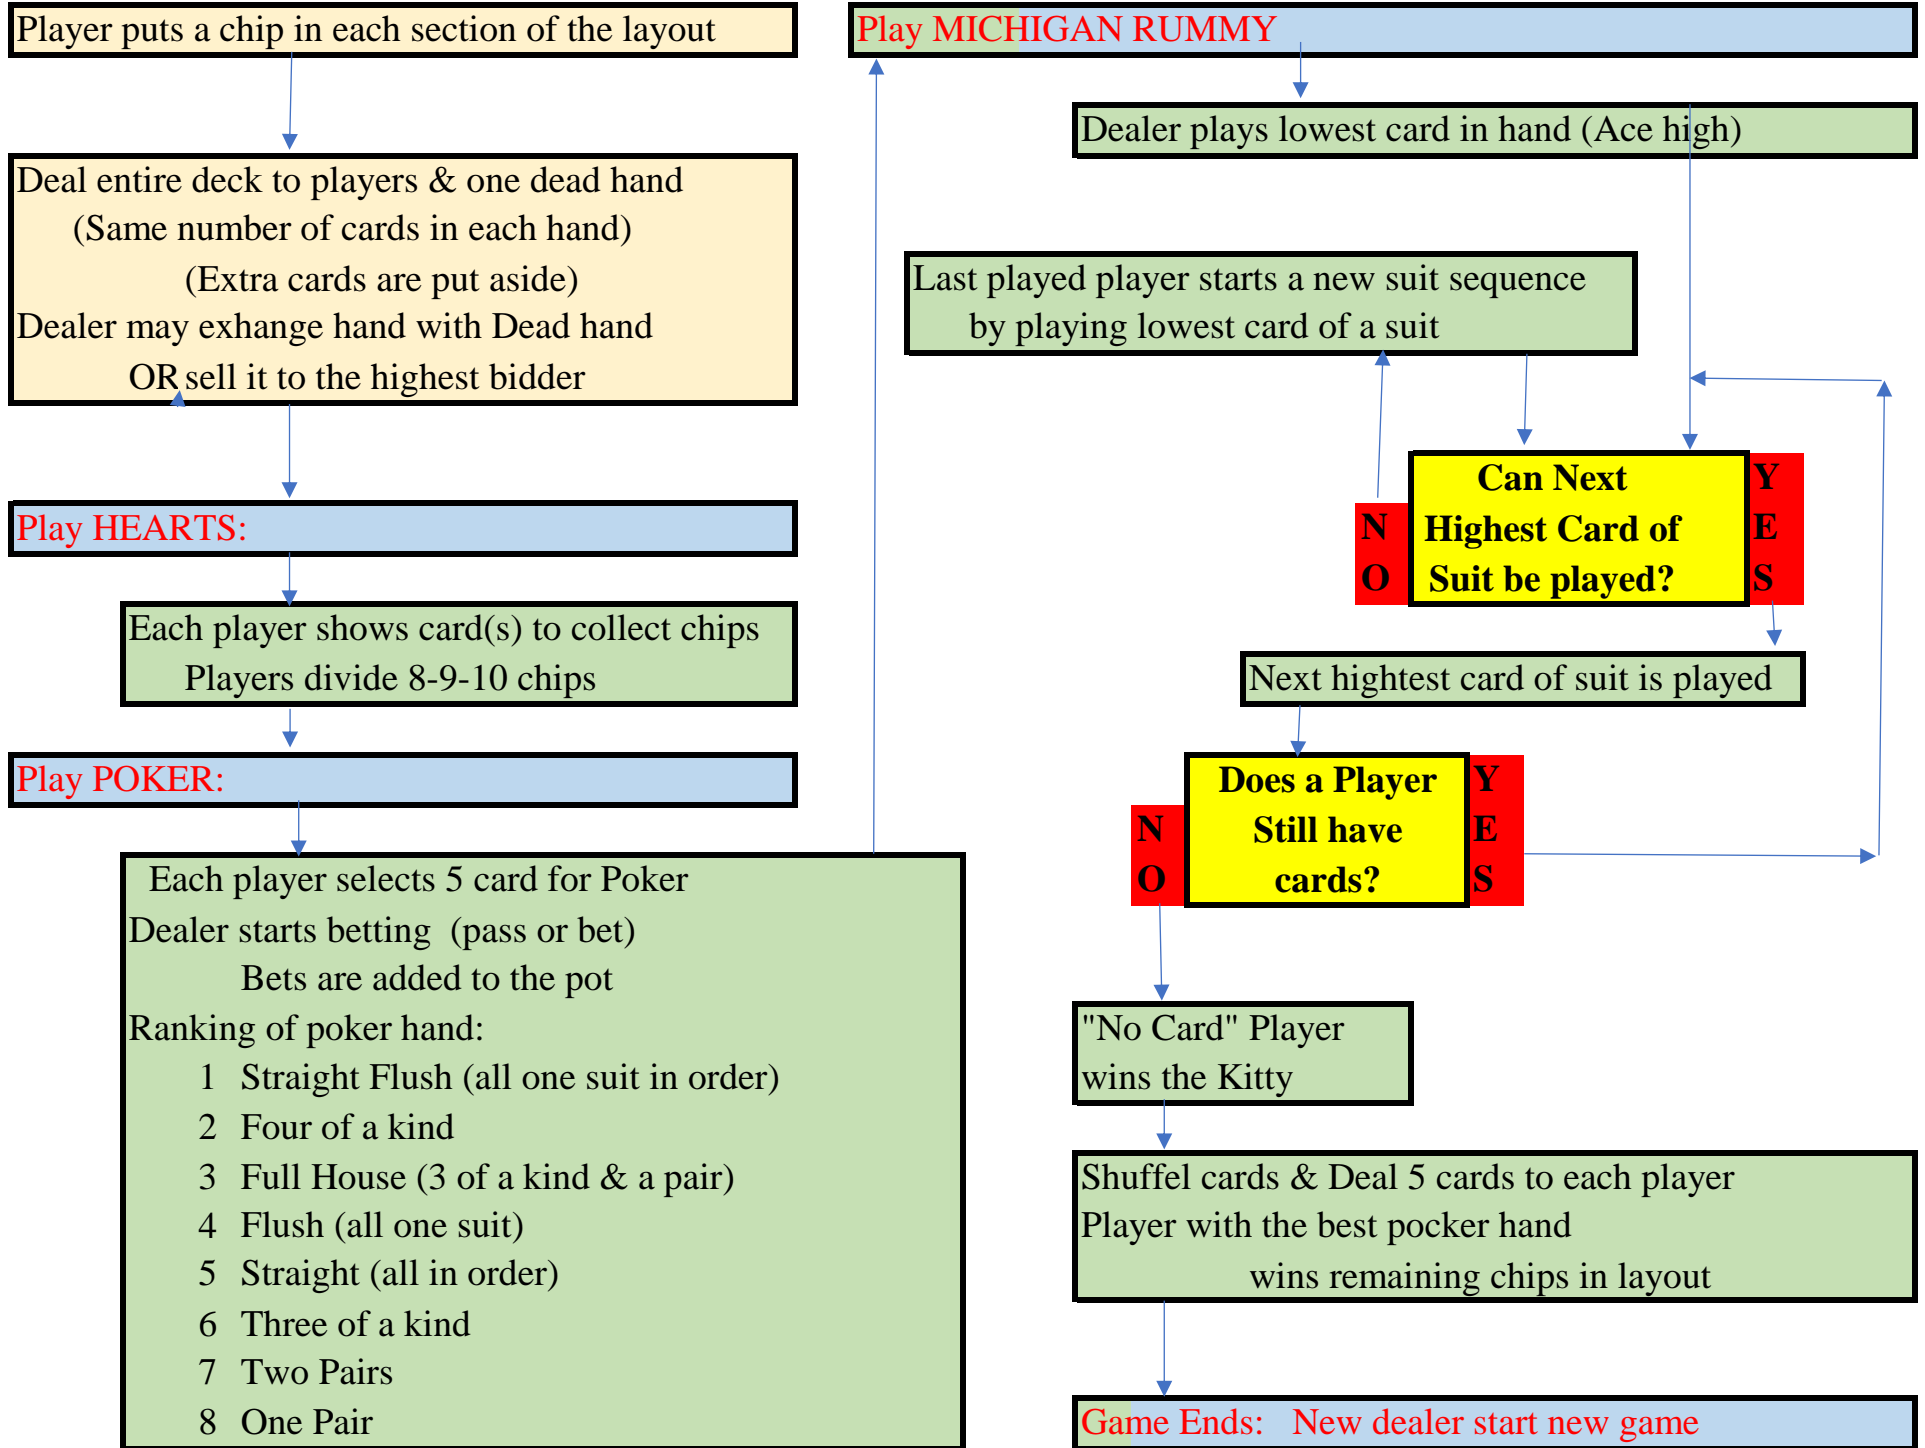 Player puts a chip in each section of the layout
Deal entire deck to players & one dead hand
(Same number of cards in each hand)
(Extra cards are put aside)
Dealer may exhange hand with Dead hand
OR sell it to the highest bidder
Play HEARTS:
Each player shows card(s) to collect chips
Players divide 8-9-10 chips
Play POKER:
Each player selects 5 card for Poker
Dealer starts betting (pass or bet)
Bets are added to the pot
Ranking of poker hand:
1 Straight Flush (all one suit in order)
2 Four of a kind
3 Full House (3 of a kind & a pair)
4 Flush (all one suit)
5 Straight (all in order)
6 Three of a kind
7 Two Pairs
8 One Pair
Play MICHIGAN RUMMY
Dealer plays lowest card in hand (Ace high)
Last played player starts a new suit sequence
by playing lowest card of a suit
Can Next
Highest Card of
Suit be played?
NO
YES
Next hightest card of suit is played
Does a Player
Still have
cards?
NO
YES
"No Card" Player
wins the Kitty
Shuffel cards & Deal 5 cards to each player
Player with the best pocker hand
wins remaining chips in layout
Game Ends: New dealer start new game